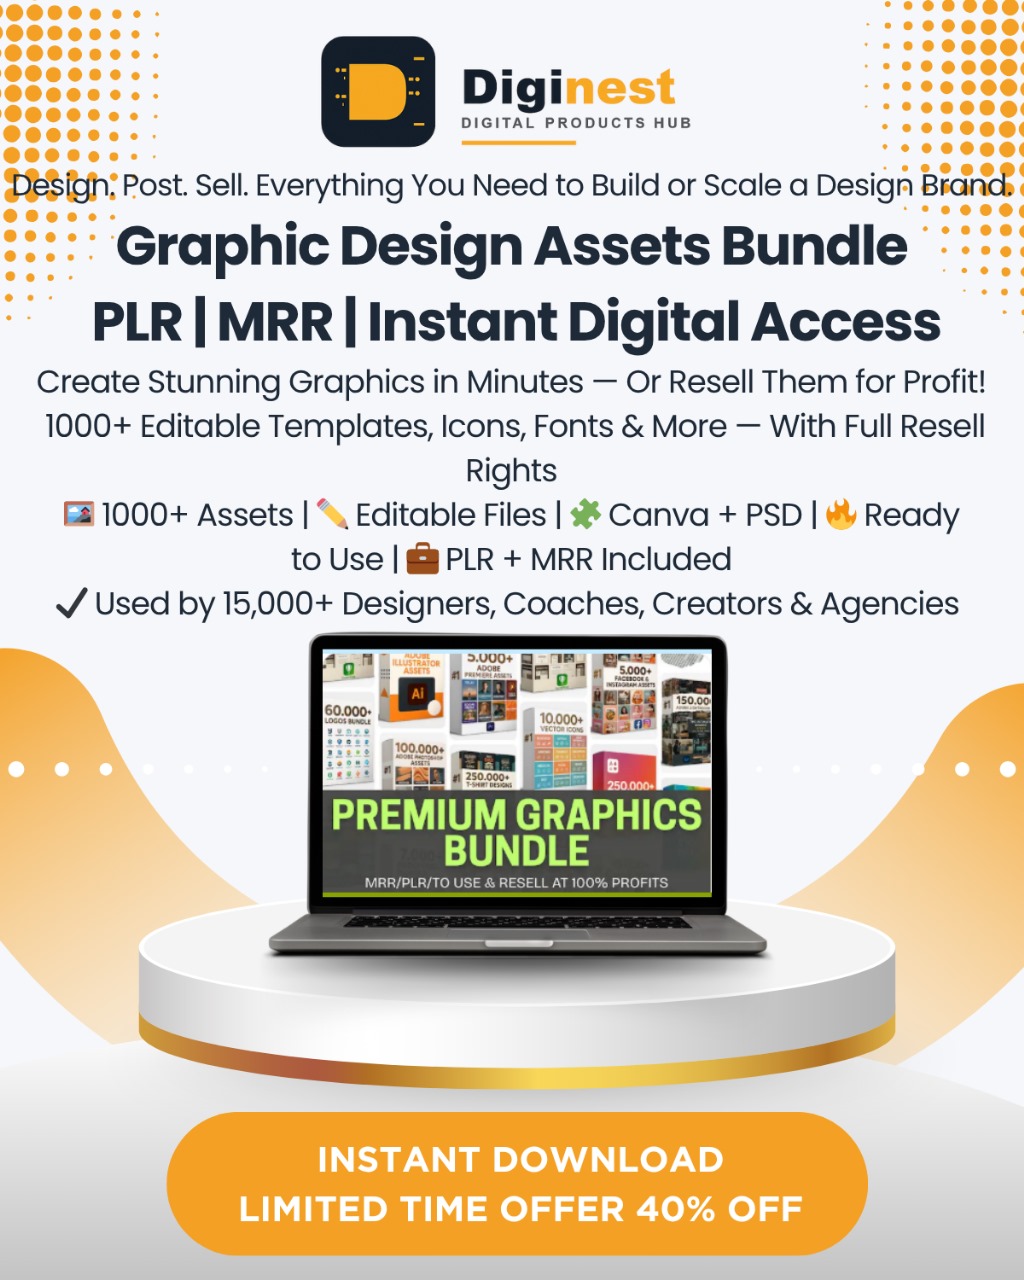 Diginest
DIGITAL PRODUCTS HUB
Design. Post. Sell. Everything You Need to Build or Scale a Design Brand.
Graphic Design Assets Bundle
PLR | MRR | Instant Digital Access
Create Stunning Graphics in Minutes — Or Resell Them for Profit!
1000+ Editable Templates, Icons, Fonts & More — With Full Resell
Rights
🖼️ 1000+ Assets | ✏️ Editable Files | 🧩 Canva + PSD | 🔥 Ready
to Use | 💼 PLR + MRR Included
✔️ Used by 15,000+ Designers, Coaches, Creators & Agencies
ADOBE
ILLUSTRATOR
ASSETS
Ai
5.000+
ADOBE
PREMIERE ASSETS
#1
5.000+
FACEBOOK &
INSTAGRAM ASSETS
60.000+
LOGOS BUNDLE
10.000+
VECTOR ICONS
150.00
100.000+
ADOBE PHOTOSHOP
ASSETS
#1
250.000+
T-SHIRT DESIGNS
250.000+
PREMIUM GRAPHICS
BUNDLE
MRR/PLR/TO USE & RESELL AT 100% PROFITS
INSTANT DOWNLOAD
LIMITED TIME OFFER 40% OFF